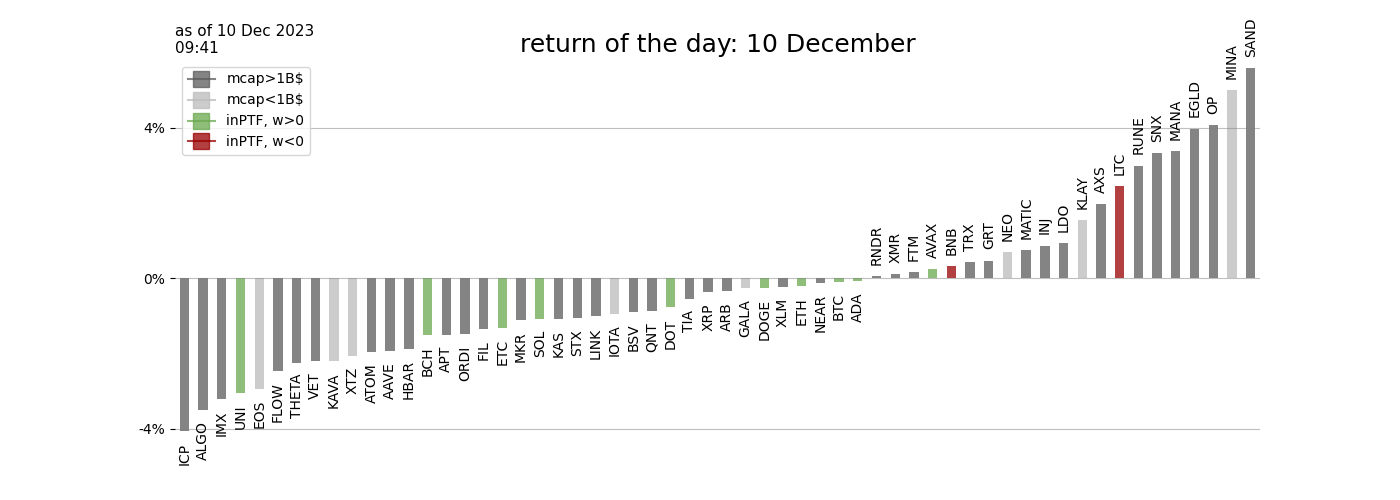 as of 10 Dec 2023
09:41
return of the day: 10 December
mcap>1B$
mcap<1B$
inPTF, w>0
inPTF, w<0
4%
0%
-4%
ICP
ALGO
IMX
UNI
EOS
FLOW
THETA
VET
KAVA
XTZ
ATOM
AAVE
HBAR
BCH
APT
ORDI
FIL
ETC
MKR
SOL
KAS
STX
LINK
IOTA
BSV
QNT
DOT
TIA
XRP
ARB
GALA
DOGE
XLM
ETH
NEAR
BTC
ADA
RNDR
XMR
FTM
AVAX
BNB
TRX
GRT
NEO
MATIC
INJ
LDO
KLAY
AXS
LTC
RUNE
SNX
MANA
EGLD
OP
MINA
SAND